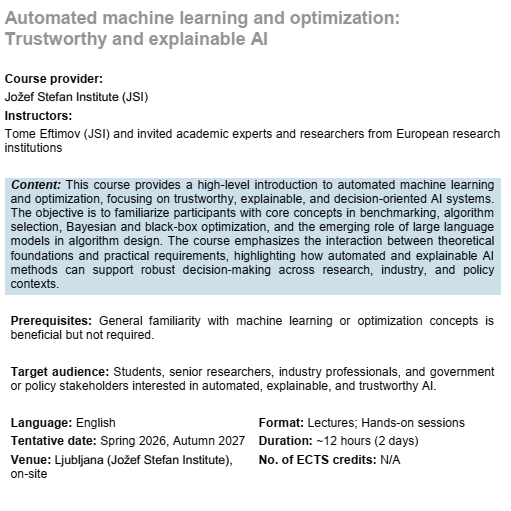 Automated machine learning and optimization:
Trustworthy and explainable AI
Course provider:
Jožef Stefan Institute (JSI)
Instructors:
Tome Eftimov (JSI) and invited academic experts and researchers from European research
institutions
Content: This course provides a high-level introduction to automated machine learning
and optimization, focusing on trustworthy, explainable, and decision-oriented AI systems.
The objective is to familiarize participants with core concepts in benchmarking, algorithm
selection, Bayesian and black-box optimization, and the emerging role of large language
models in algorithm design. The course emphasizes the interaction between theoretical
foundations and practical requirements, highlighting how automated and explainable AI
methods can support robust decision-making across research, industry, and policy
contexts.
Prerequisites: General familiarity with machine learning or optimization concepts is
beneficial but not required.
Target audience: Students, senior researchers, industry professionals, and government
or policy stakeholders interested in automated, explainable, and trustworthy AI.
Language: English
Tentative date: Spring 2026, Autumn 2027
Venue: Ljubljana (Jožef Stefan Institute),
on-site
Format: Lectures; Hands-on sessions
Duration: ~12 hours (2 days)
No. of ECTS credits: N/A